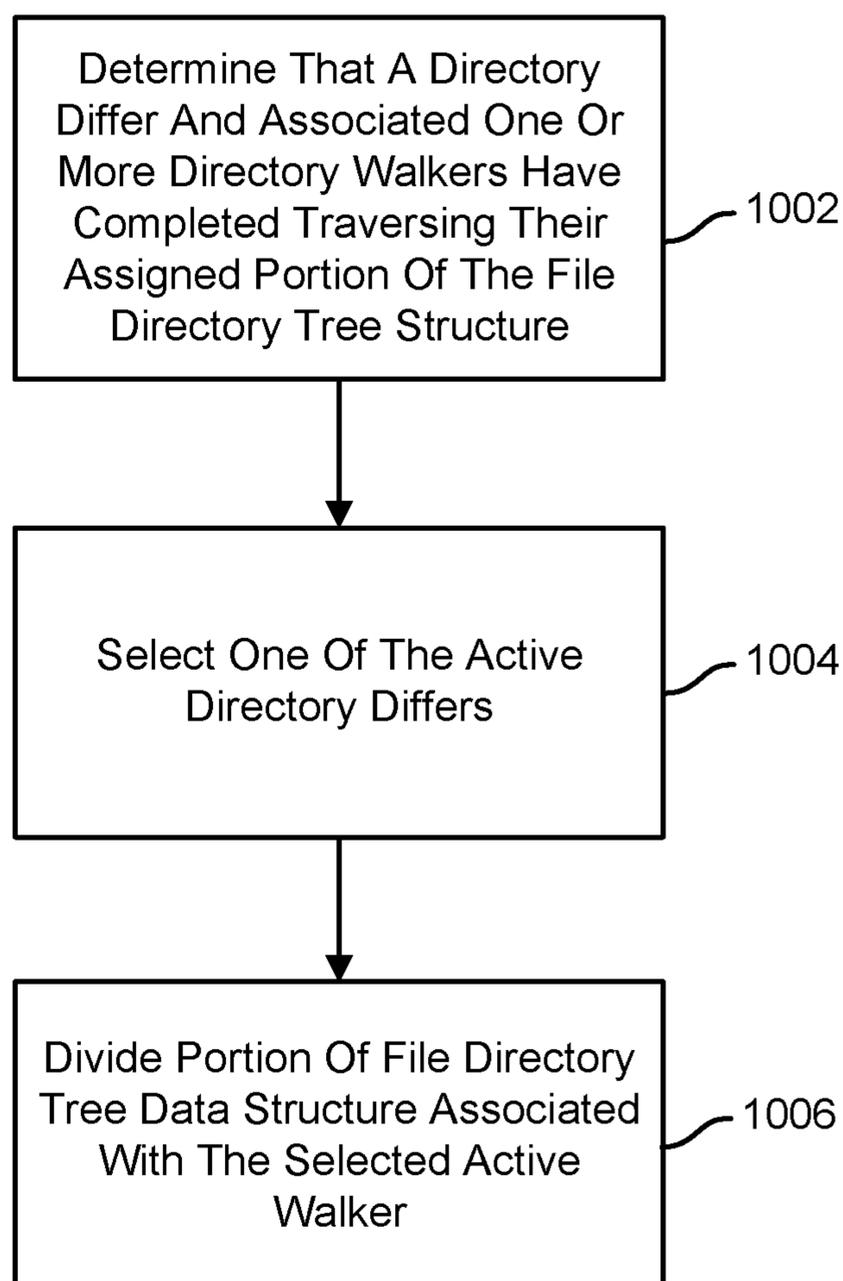 Determine That A Directory
Differ And Associated One Or
More Directory Walkers Have
Completed Traversing Their
Assigned Portion Of The File
Directory Tree Structure
1002
Select One Of The Active
Directory Differs
1004
Divide Portion Of File Directory
Tree Data Structure Associated
With The Selected Active
Walker
1006